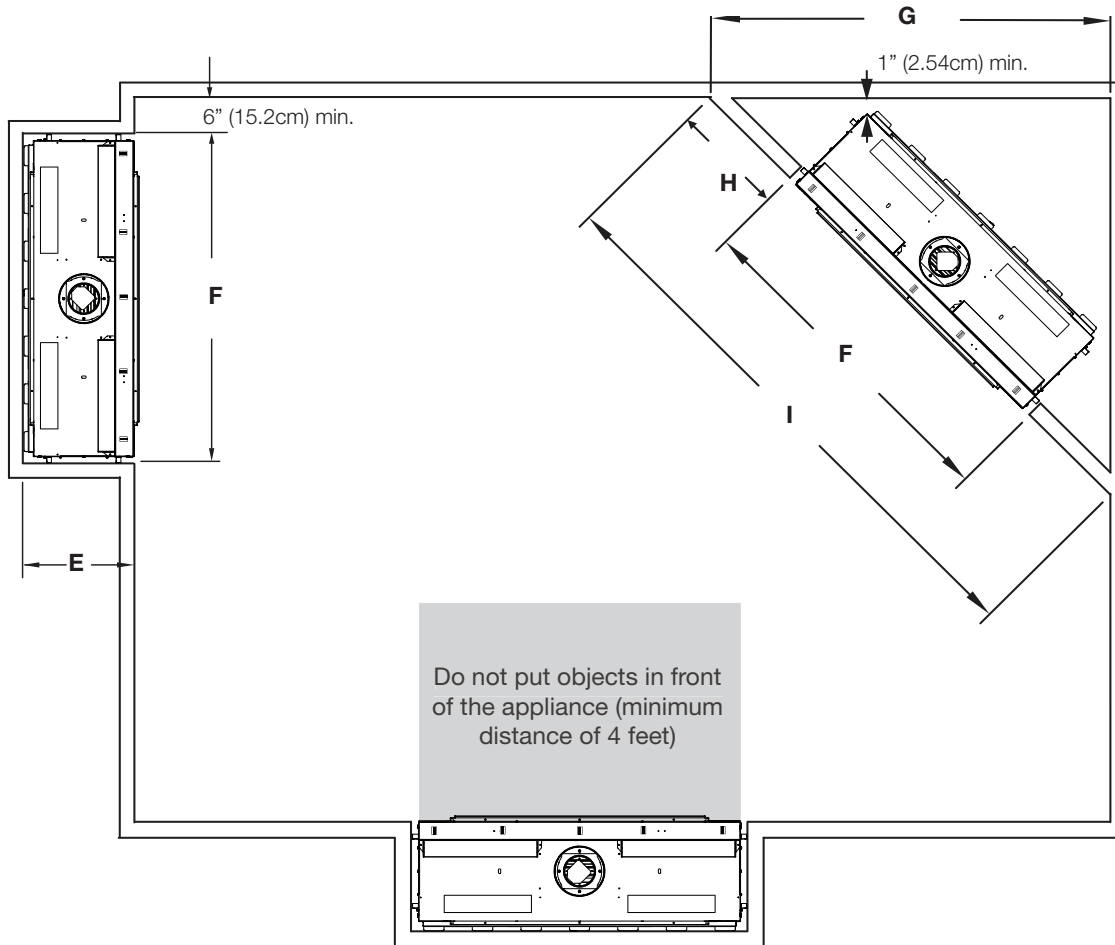 G
1” (2.54cm) min.
6” (15.2cm) min.
H
F
F
I
E
Do not put objects in front
of the appliance (minimum
distance of 4 feet)